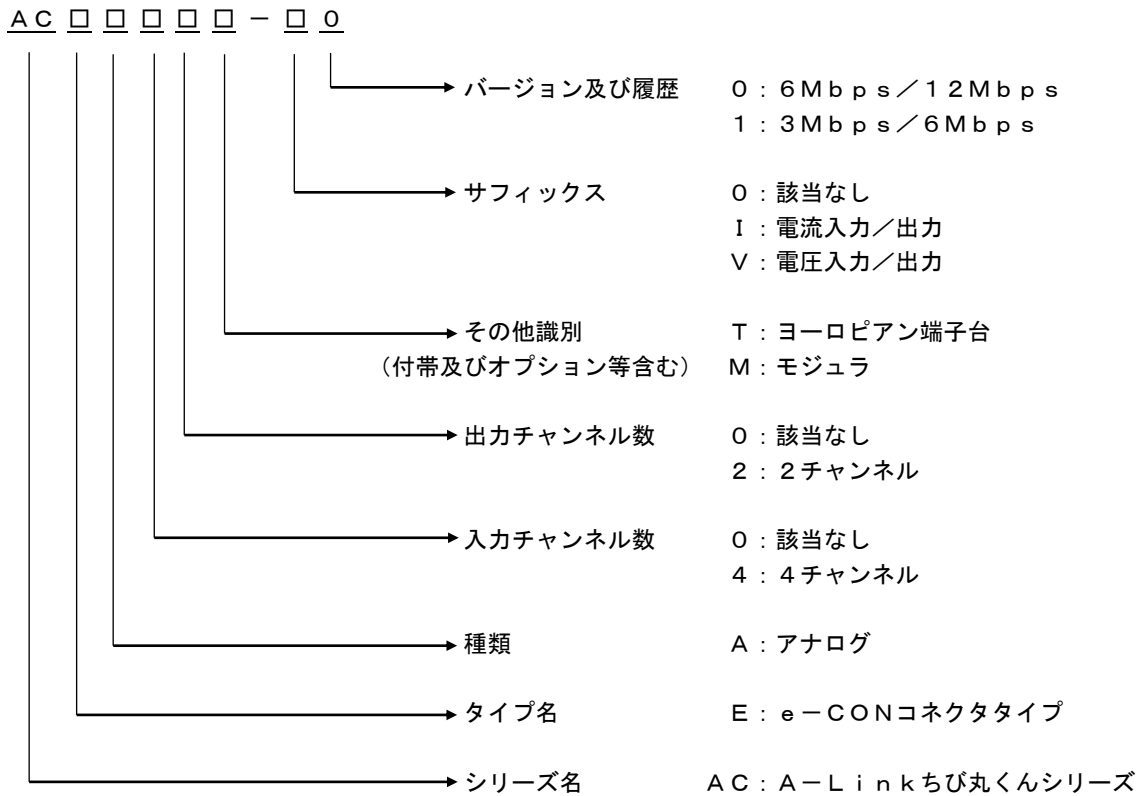 ＡＣ□□□□□－□０
バージョン及び履歴　０：６Ｍｂｐｓ／１２Ｍｂｐｓ
１：３Ｍｂｐｓ／６Ｍｂｐｓ
サフィックス　０：該当なし
Ｉ：電流入力／出力
Ｖ：電圧入力／出力
その他識別　Ｔ：ヨーロピアン端子台
（付帯及びオプション等含む）　Ｍ：モジュラ
出力チャンネル数　０：該当なし
２：２チャンネル
入力チャンネル数　０：該当なし
４：４チャンネル
種類　Ａ：アナログ
タイプ名　Ｅ：ｅ－ＣＯＮコネクタタイプ
シリーズ名　ＡＣ：Ａ－Ｌｉｎｋちび丸くんシリーズ